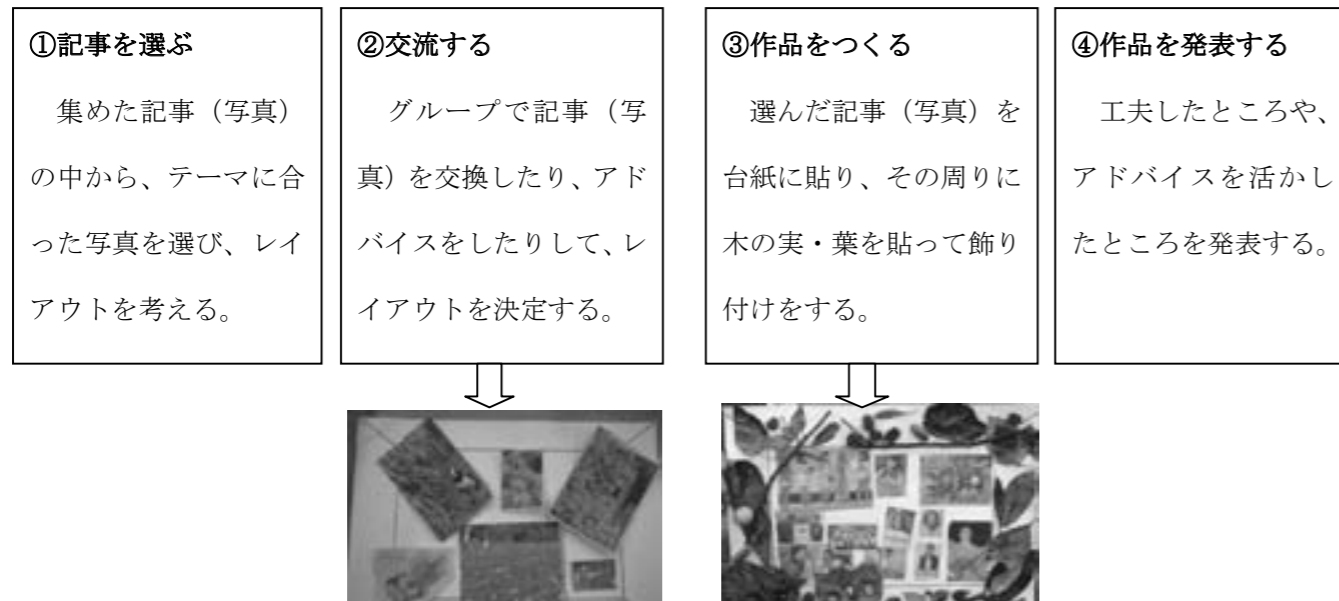 ①記事を選ぶ
集めた記事（写真）
の中から、テーマに合
った写真を選び、レイ
アウトを考える。
②交流する
グループで記事（写
真）を交換したり、アド
バイスをしたりして、レ
イアウトを決定する。
③作品をつくる
選んだ記事（写真）を
台紙に貼り、その周りに
木の実・葉を貼って飾り
付けをする。
④作品を発表する
工夫したところや、
アドバイスを活かし
たところを発表する。